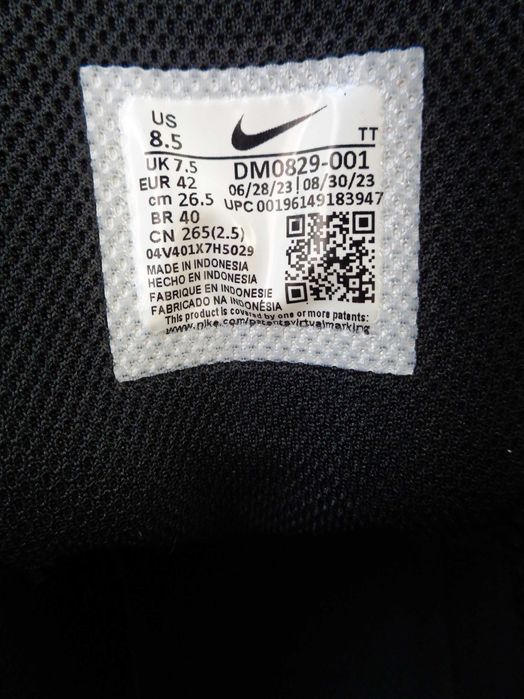 US
8.5
TT
UK 7.5
DM0829-001
EUR 42
06/28/23 | 08/30/23
cm 26.5
UPC 00196149183947
BR 40
CN 265(2.5)
04V401X7H5029
MADE IN INDONESIA
HECHO EN INDONESIA
FABRIQUE EN INDONESIE
FABRICADO NA INDONÉSIA
This product is covered by one or more patents:
www.nike.com/patentsvirtualmarking